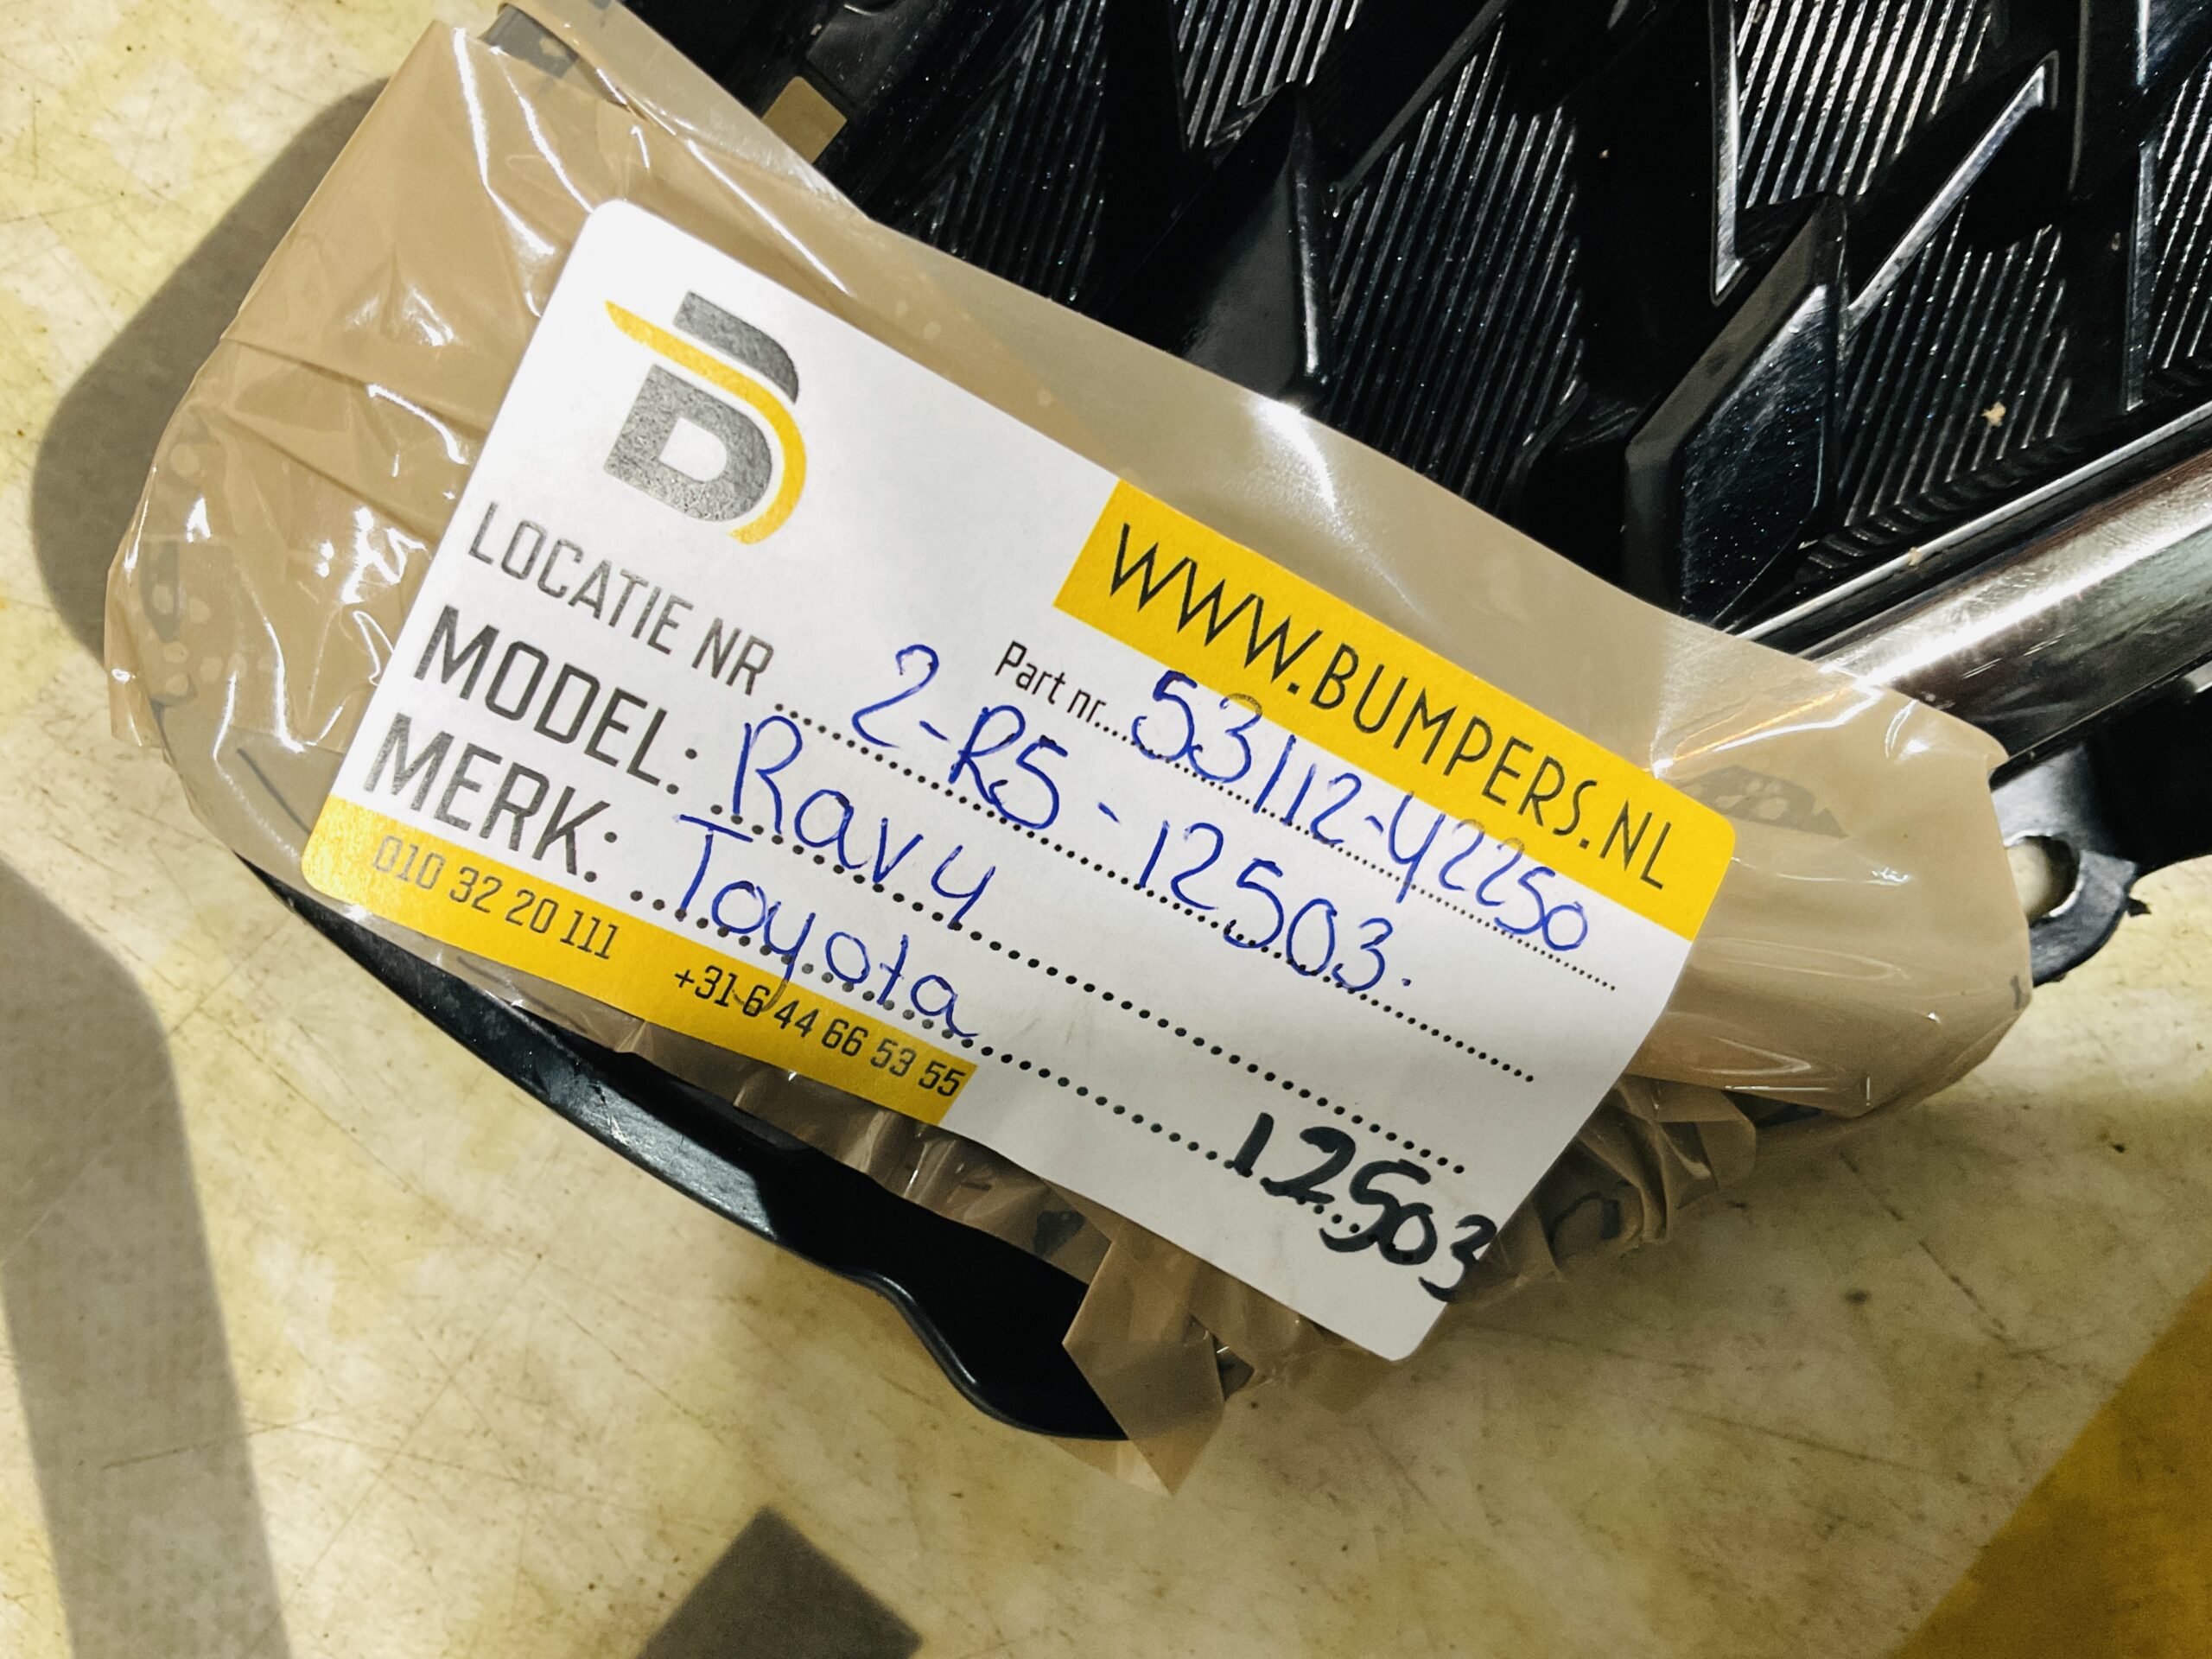 B
WWW.BUMPERS.NL
Part nr. 53112-42250
LOCATIE NR 2-R5-12503.
MODEL: Rav4
MERK: Toyota
010 32 20 111 +31 6 44 66 53 55
12503